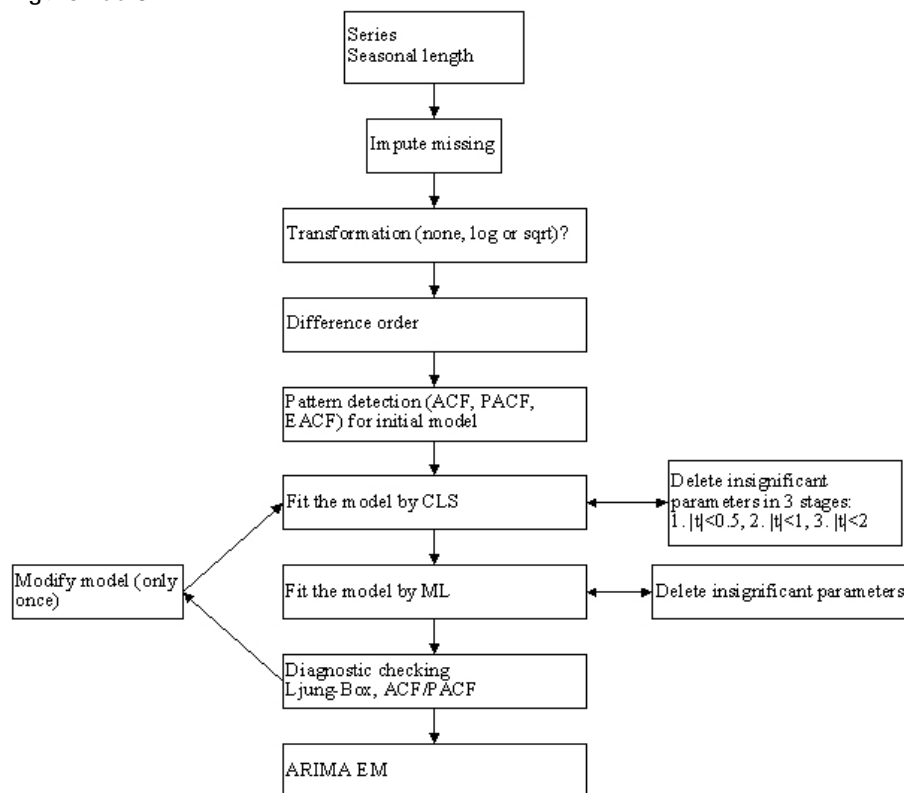 Series
Seasonal length
Impute missing
Transformation (none, log or sqrt)?
Difference order
Pattern detection (ACF, PACF,
EACF) for initial model
Fit the model by CLS
Delete insignificant
parameters in 3 stages:
1. |t|<0.5, 2. |t|<1, 3. |t|<2
Modify model (only
once)
Fit the model by ML
Delete insignificant parameters
Diagnostic checking
Ljung-Box, ACF/PACF
ARIMA EM